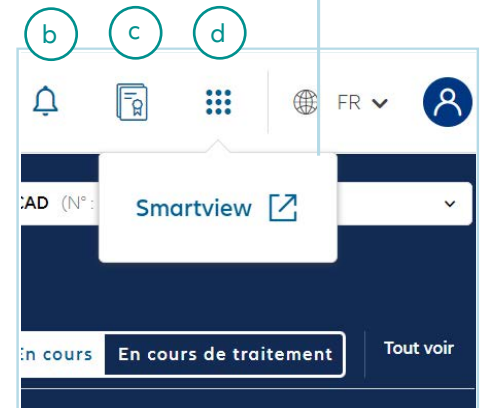 b c d
FR
Smartview
CAD (N° :
En cours En cours de traitement Tout voir